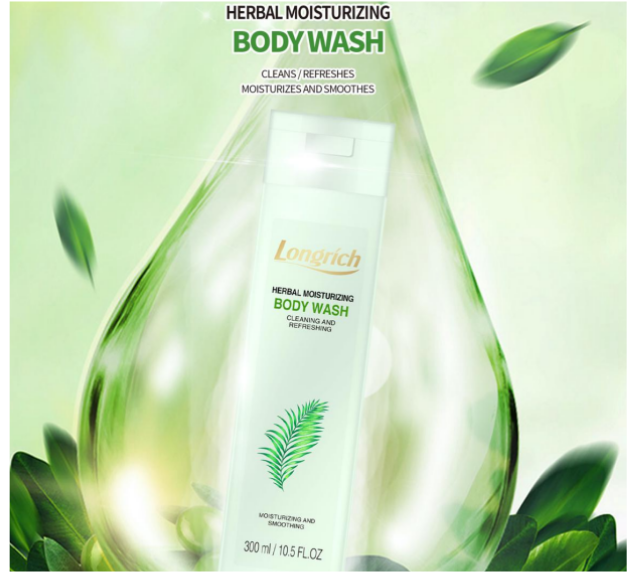 HERBAL MOISTURIZING
BODY WASH
CLEANS / REFRESHES
MOISTURIZES AND SMOOTHES
Longrich
HERBAL MOISTURIZING
BODY WASH
CLEANING AND
REFRESHING
MOISTURIZING AND
SMOOTHING
300 ml / 10.5 FL.OZ